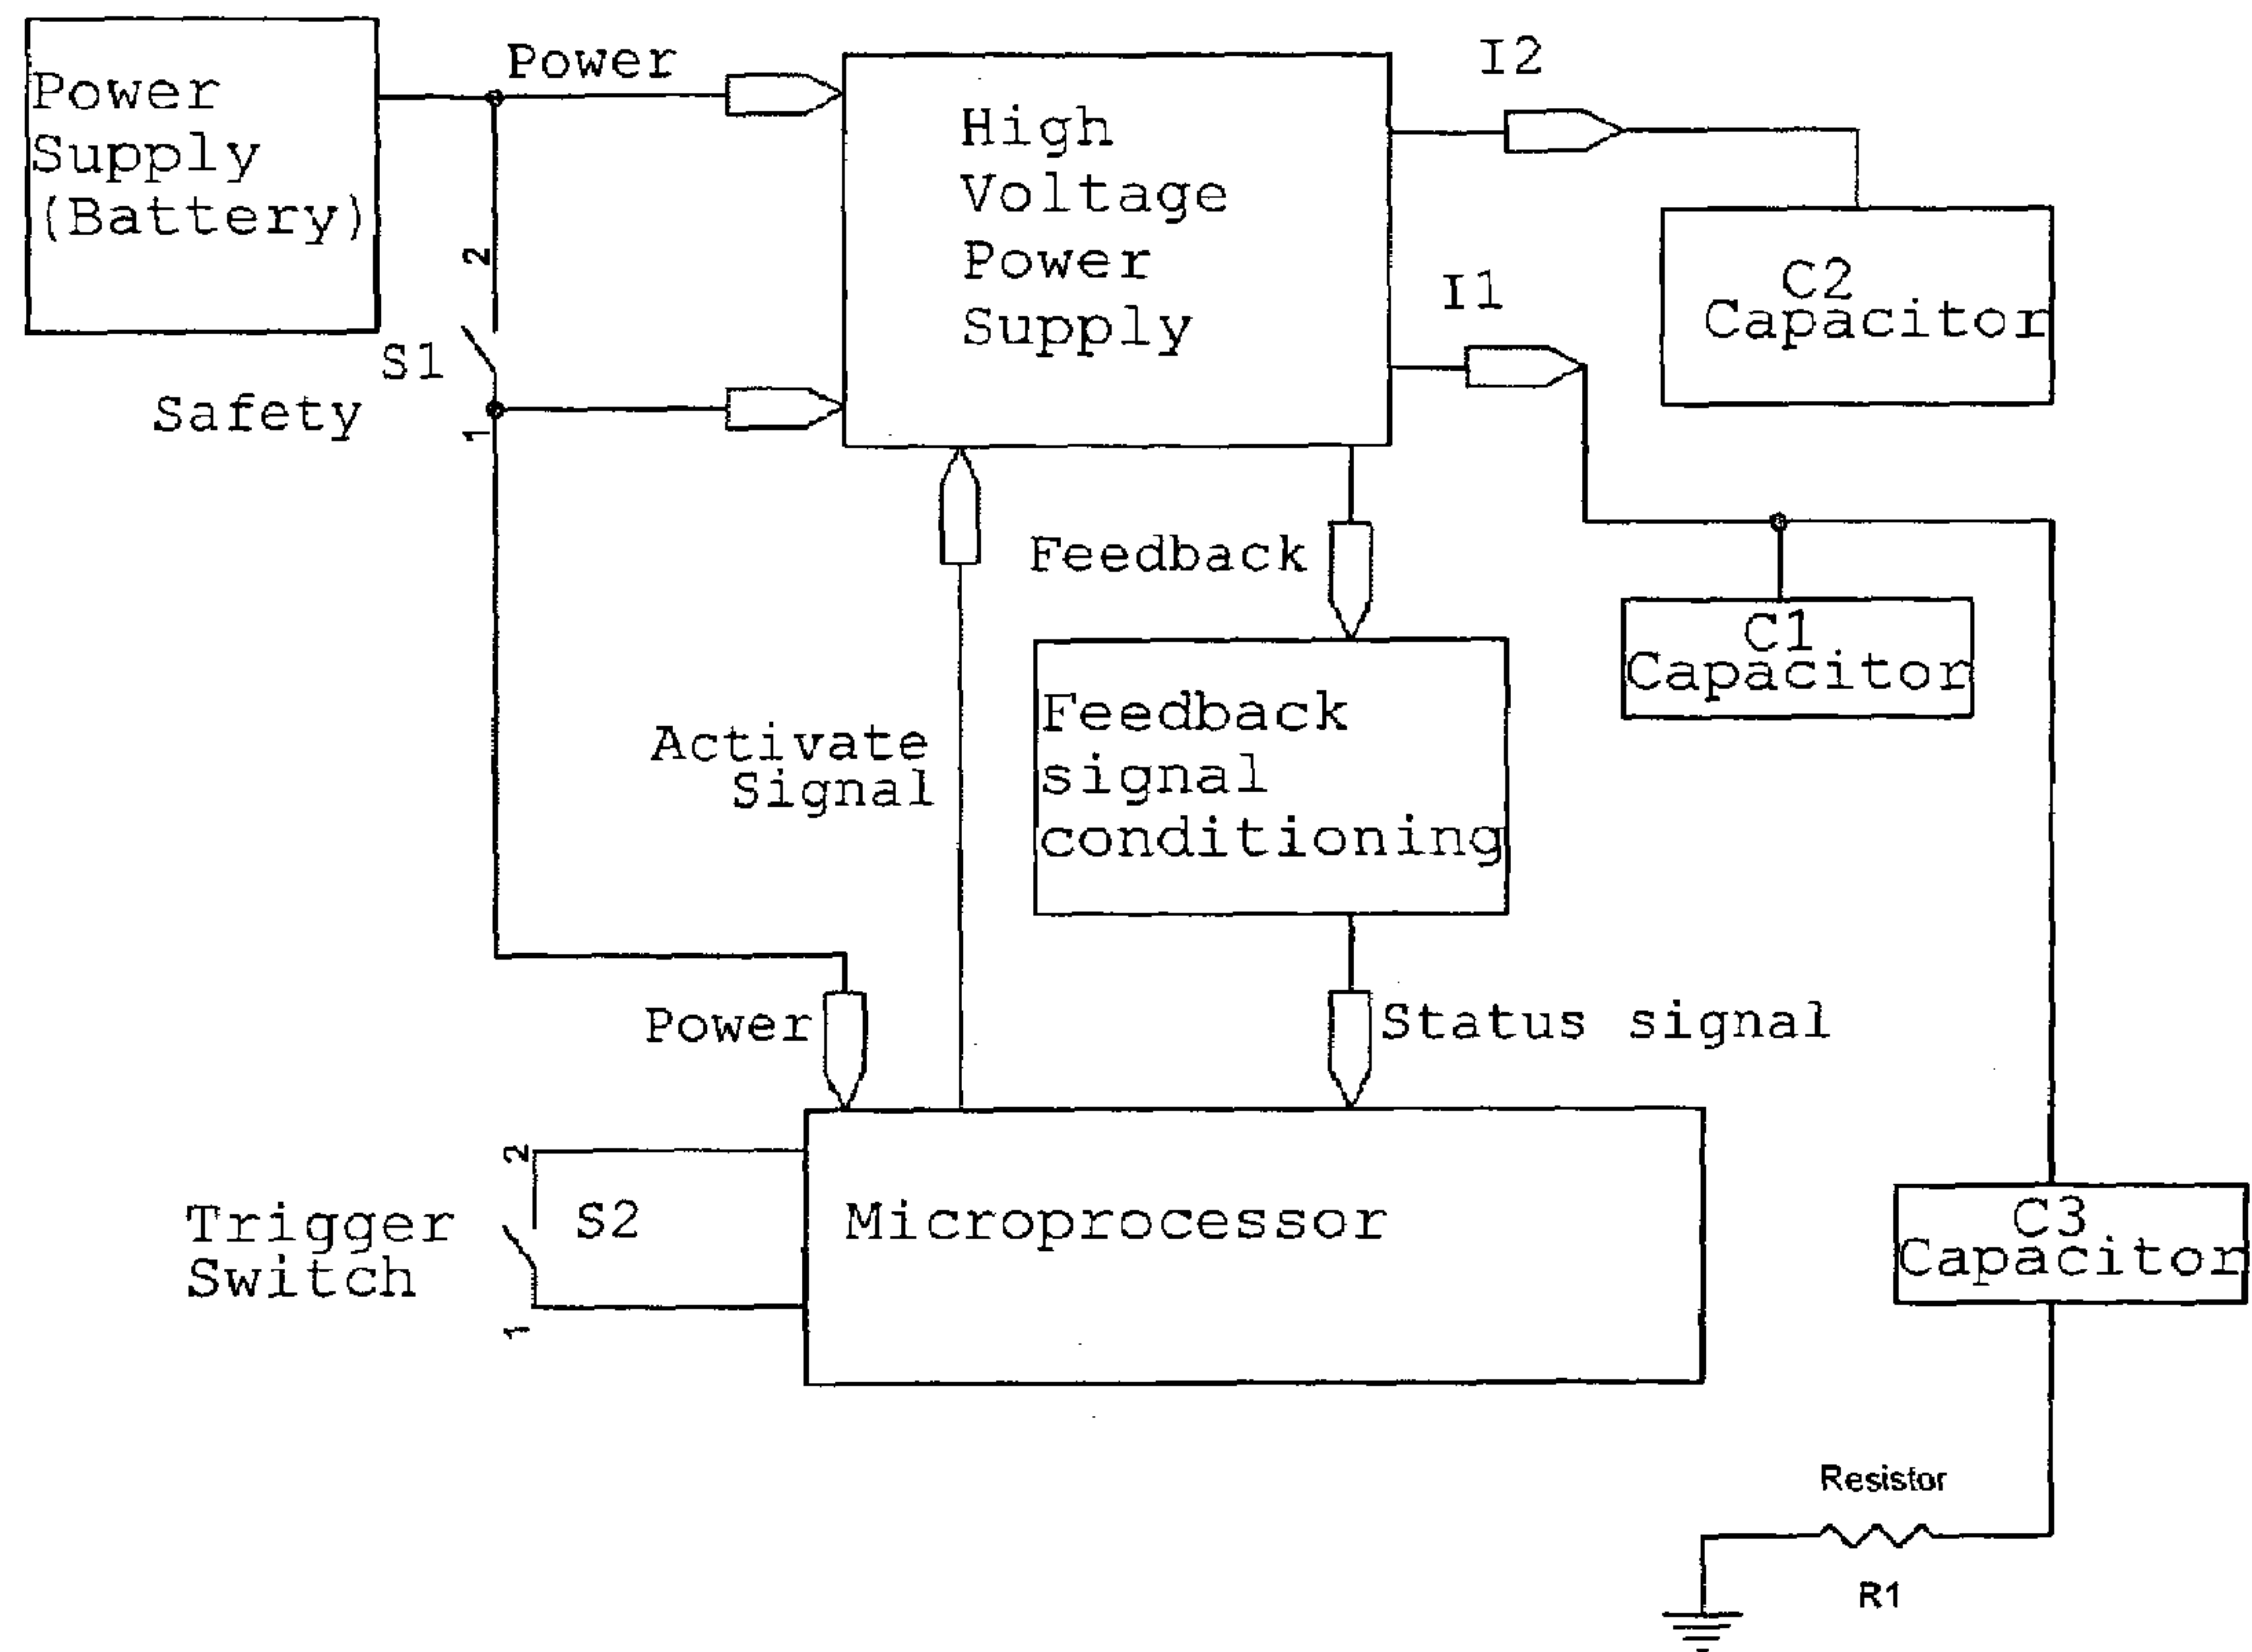 Power
Supply
(Battery)
Power
High
Voltage
Power
Supply
I2
C2
Capacitor
2
S1
Safety
1
I1
Feedback
C1
Capacitor
Feedback
signal
conditioning
Activate
Signal
Power
Status signal
2
S2
Trigger
Switch
1
Microprocessor
C3
Capacitor
Resistor
R1